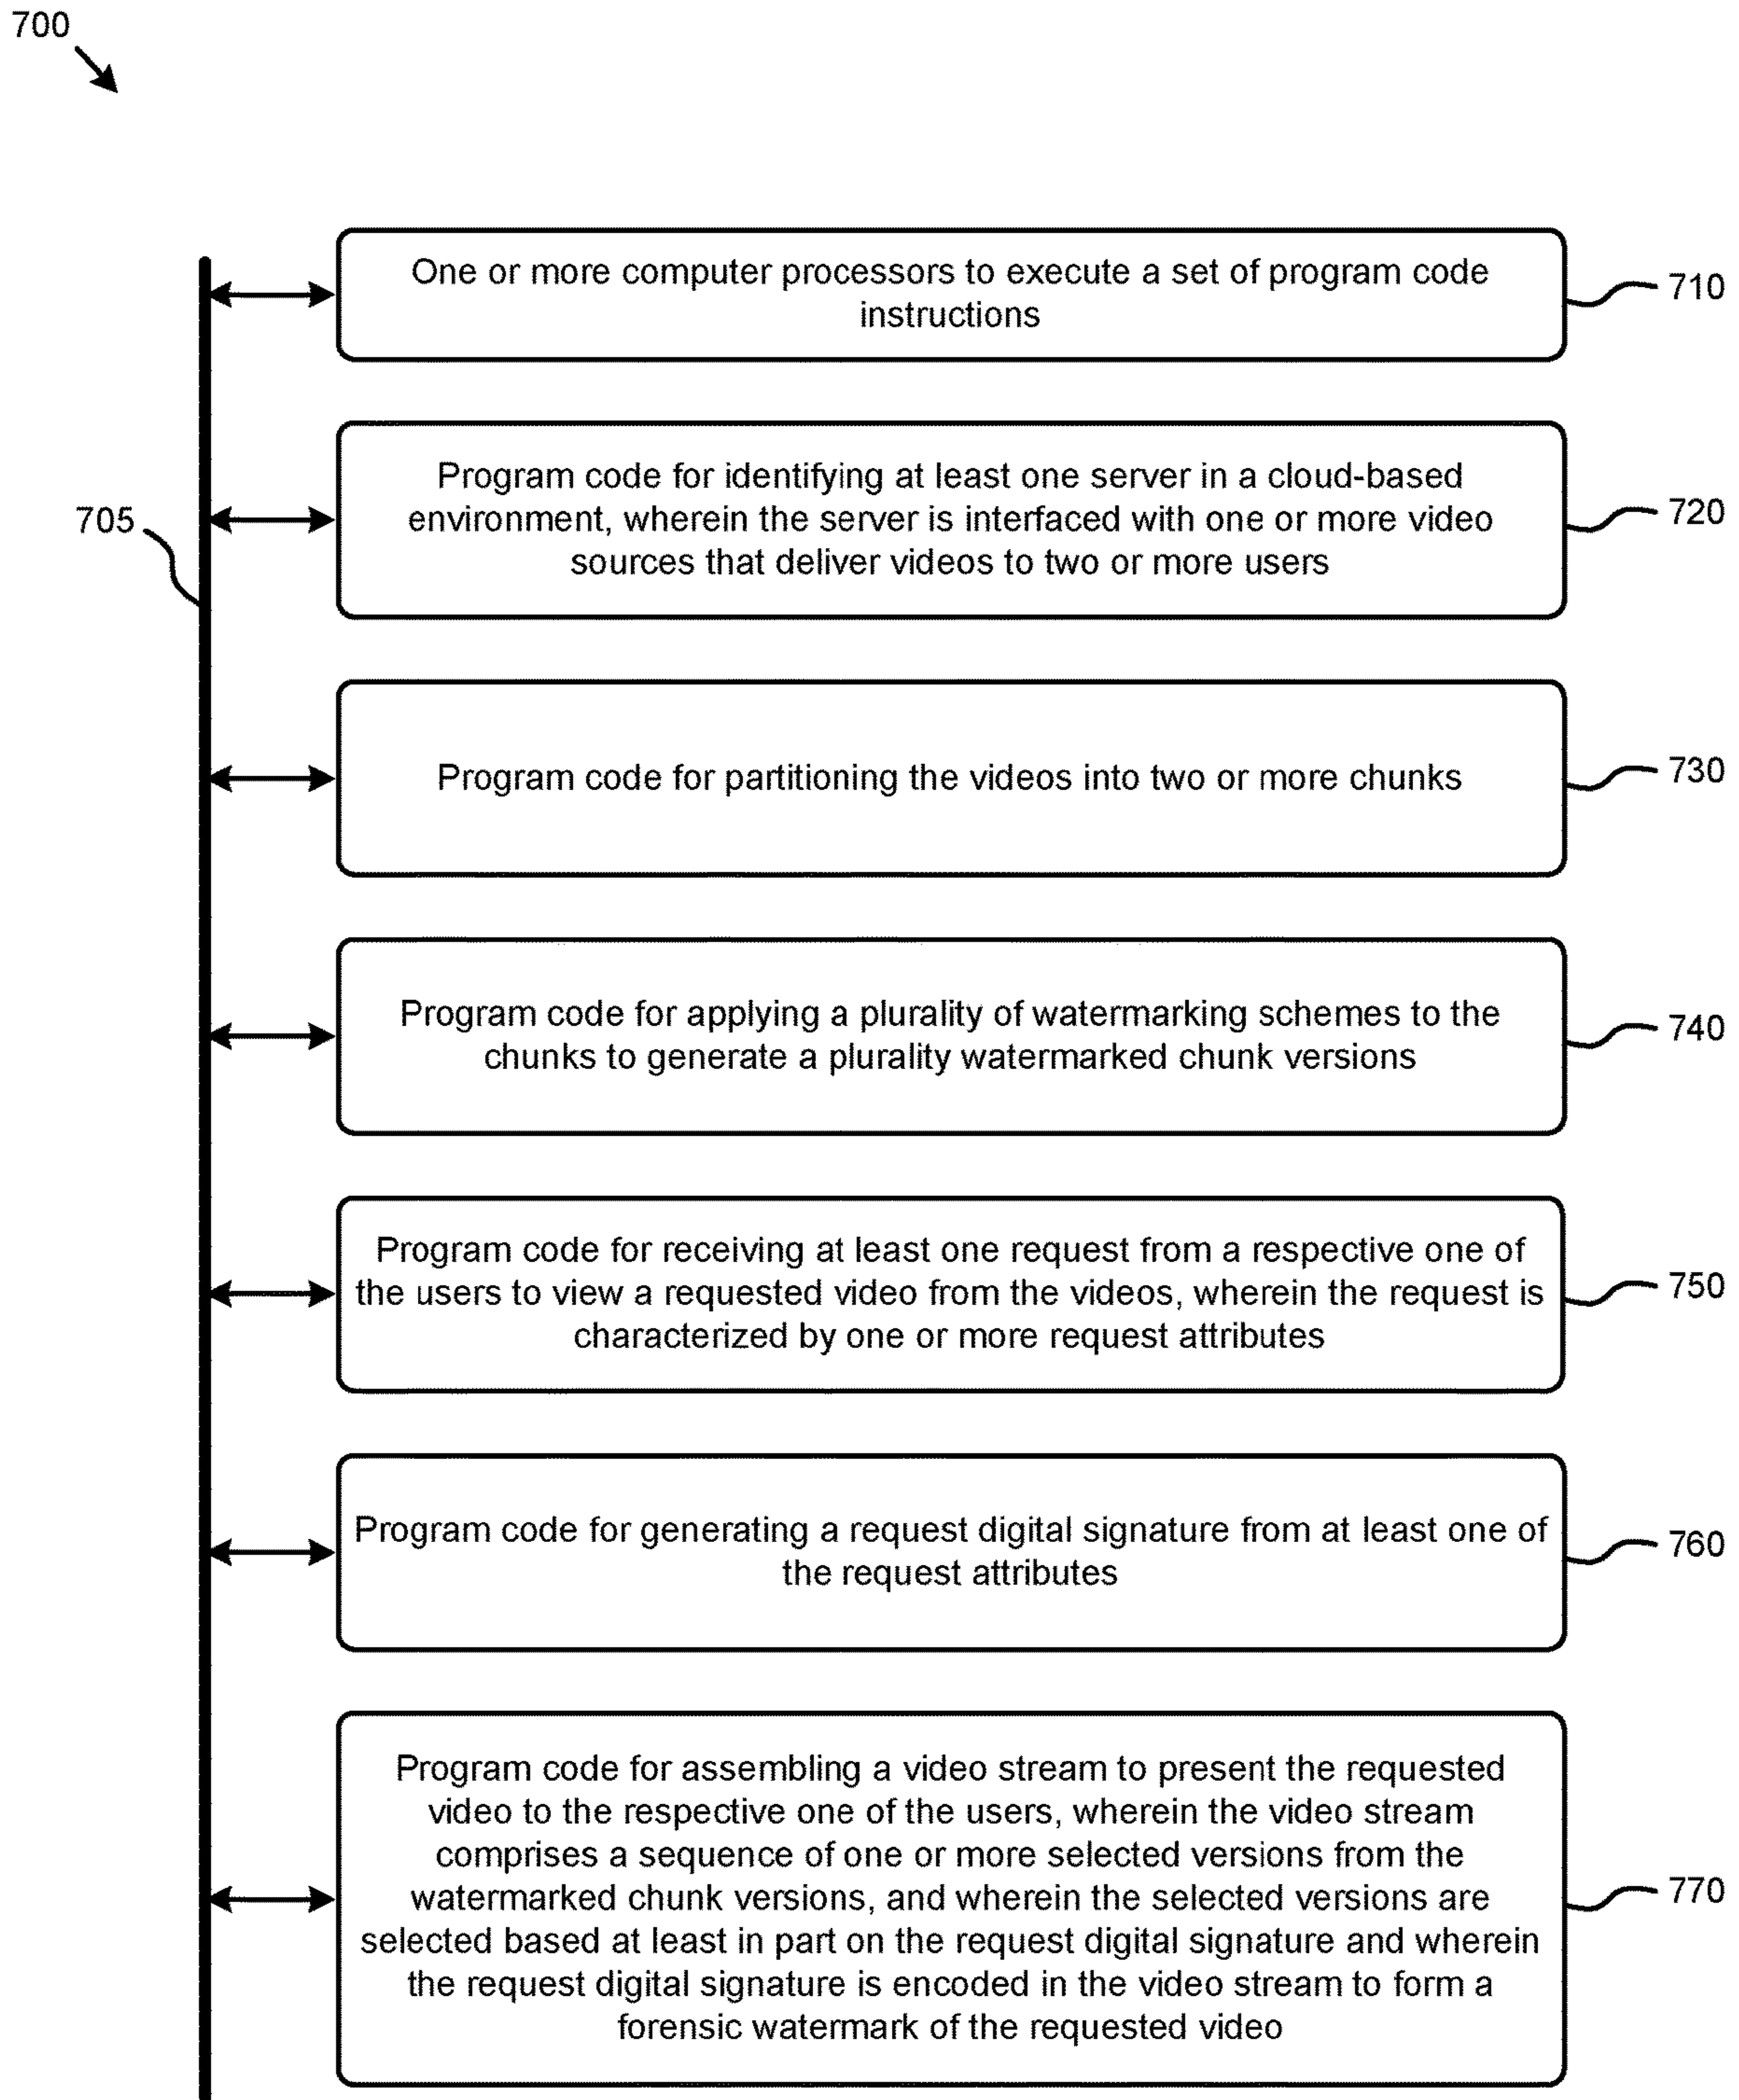 700
One or more computer processors to execute a set of program code
instructions
710
Program code for identifying at least one server in a cloud-based
environment, wherein the server is interfaced with one or more video
sources that deliver videos to two or more users
720
705
Program code for partitioning the videos into two or more chunks
730
Program code for applying a plurality of watermarking schemes to the
chunks to generate a plurality watermarked chunk versions
740
Program code for receiving at least one request from a respective one of
the users to view a requested video from the videos, wherein the request is
characterized by one or more request attributes
750
Program code for generating a request digital signature from at least one of
the request attributes
760
Program code for assembling a video stream to present the requested
video to the respective one of the users, wherein the video stream
comprises a sequence of one or more selected versions from the
watermarked chunk versions, and wherein the selected versions are
selected based at least in part on the request digital signature and wherein
the request digital signature is encoded in the video stream to form a
forensic watermark of the requested video
770